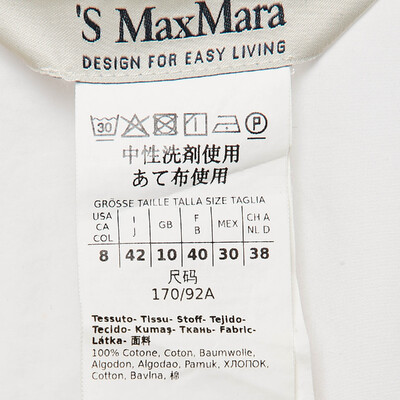 'S MaxMara
DESIGN FOR EASY LIVING
30 P
中性洗剤使用
あて布使用
GRÖSSE TAILLE TALLA SIZE TAGLIA
USA CA COL I J GB F B MEX CH A NL D
8 42 10 40 30 38
尺码
170/92A
Tessuto- Tissu- Stoff- Tejido-
Tecido- Kumaş- Ткань- Fabric-
Látka- 面料
100% Cotone, Coton, Baumwolle,
Algodon, Algodao, Pamuk, ХЛОПОК,
Cotton, Bavlna, 棉